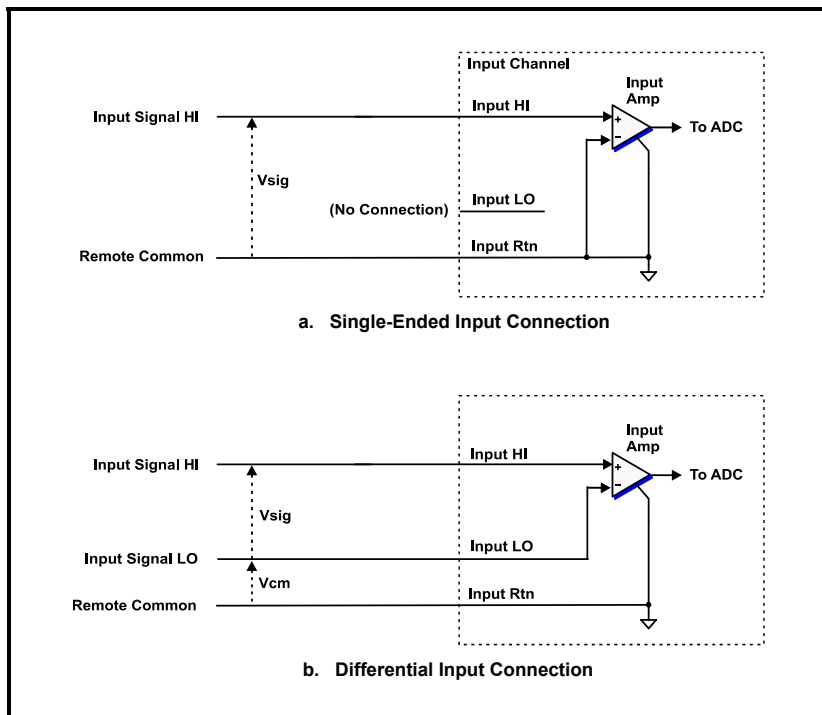 Input Channel
Input
Amp
Input Signal HI
Input HI
+
To ADC
−
Vsig
Input LO
(No Connection)
Input Rtn
Remote Common
a. Single-Ended Input Connection
Input
Amp
Input Signal HI
Input HI
+
To ADC
−
Vsig
Input LO
Input Signal LO
Vcm
Input Rtn
Remote Common
b. Differential Input Connection